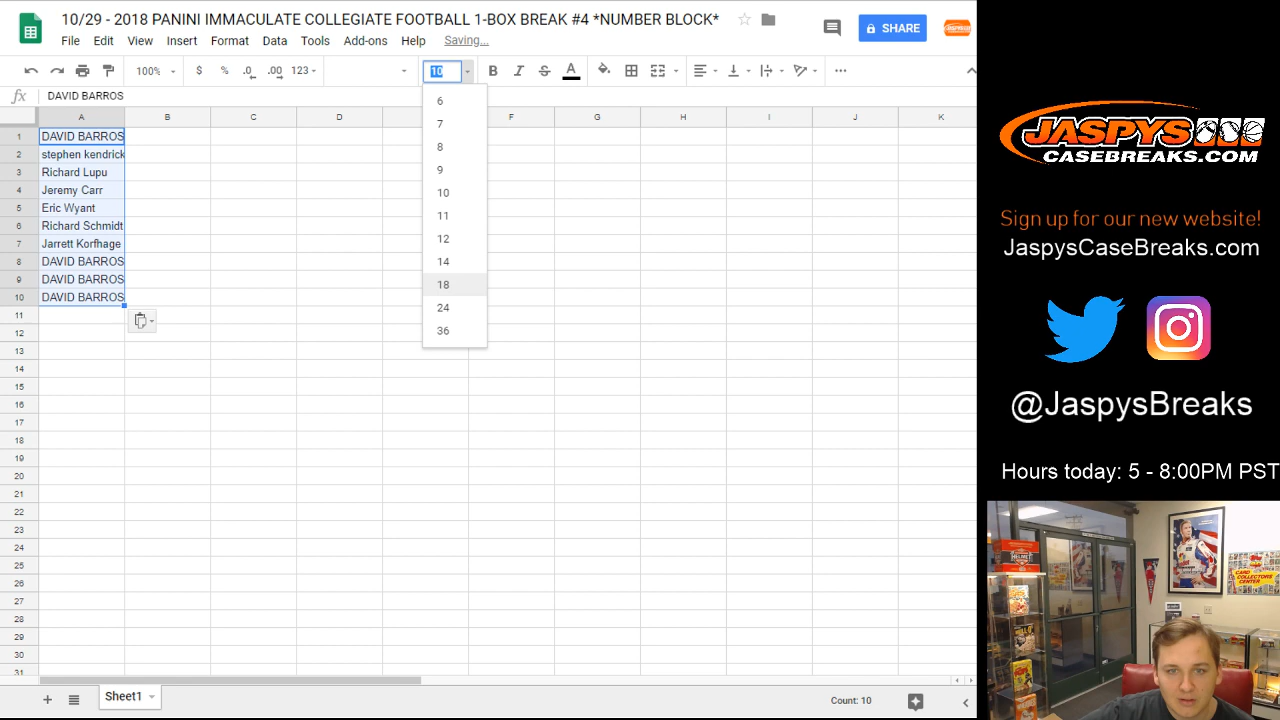 10/29 - 2018 PANINI IMMACULATE COLLEGIATE FOOTBALL 1-BOX BREAK #4 *NUMBER BLOCK*
SHARE
File Edit View Insert Format Data Tools Add-ons Help Saving...
100% $ % .0 .00 123 10 B I S A
fx DAVID BARROS
A B C D F G H I J K
1 DAVID BARROS
2 stephen kendrick
3 Richard Lupu
4 Jeremy Carr
5 Eric Wyant
6 Richard Schmidt
7 Jarrett Korfhage
8 DAVID BARROS
9 DAVID BARROS
10 DAVID BARROS
11
12
13
14
15
16
17
18
19
20
21
22
23
24
25
26
27
28
29
30
31
6
7
8
9
10
11
12
14
18
24
36
Sheet1
Count: 10
JASPYS
CASEBREAKS.COM
Sign up for our new website!
JaspysCaseBreaks.com
@JaspysBreaks
Hours today: 5 - 8:00PM PST
CARD
COLLECTORS
CENTER